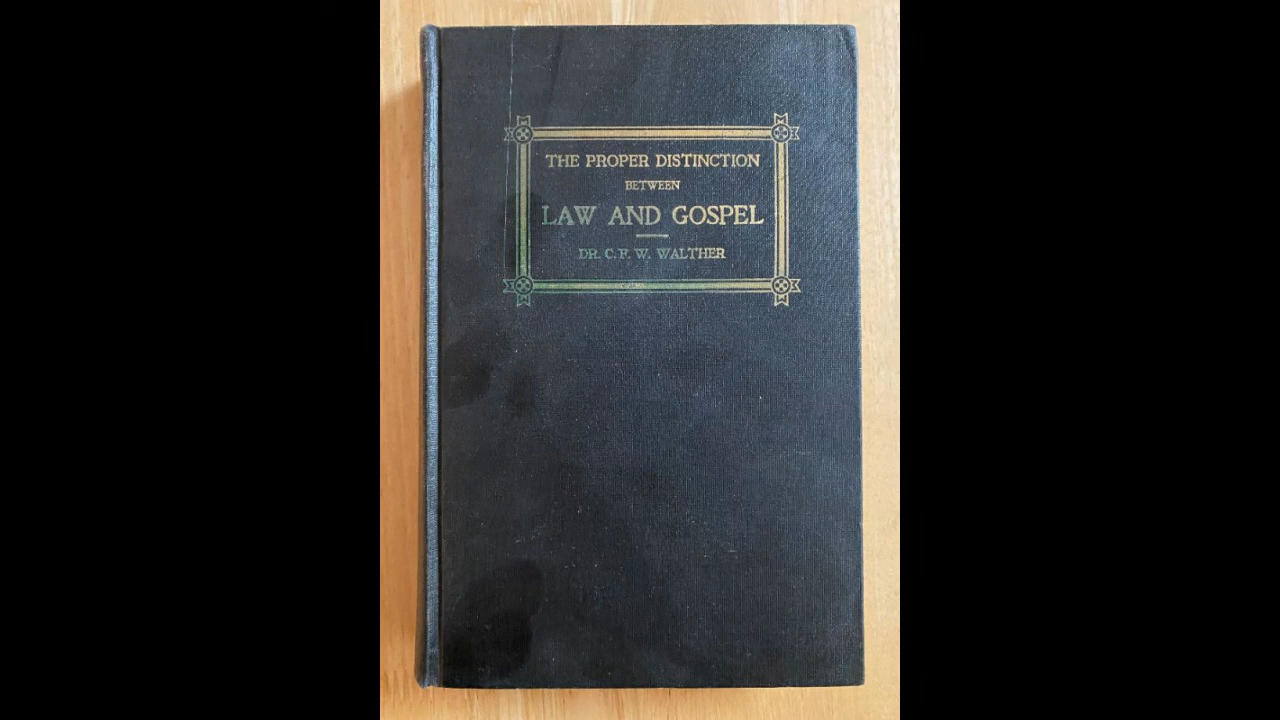 THE PROPER DISTINCTION
BETWEEN
LAW AND GOSPEL
DR. C. F. W. WALTHER